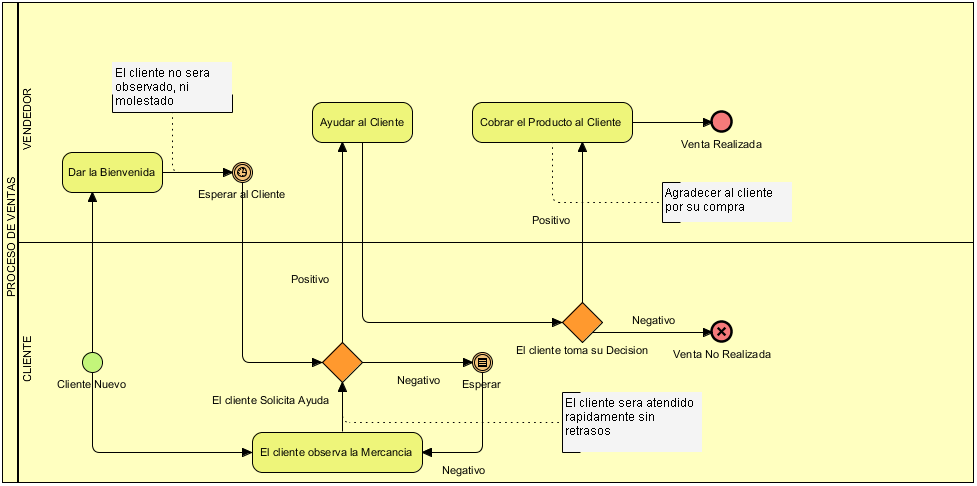 PROCESO DE VENTAS
VENDEDOR
El cliente no sera
observado, ni
molestado
Dar la Bienvenida
Esperar al Cliente
Ayudar al Cliente
Cobrar el Producto al Cliente
Venta Realizada
Agradecer al cliente
por su compra
Positivo
CLIENTE
Positivo
Cliente Nuevo
El cliente Solicita Ayuda
Negativo
Esperar
El cliente toma su Decision
Negativo
Venta No Realizada
El cliente sera atendido
rapidamente sin
retrasos
El cliente observa la Mercancia
Negativo